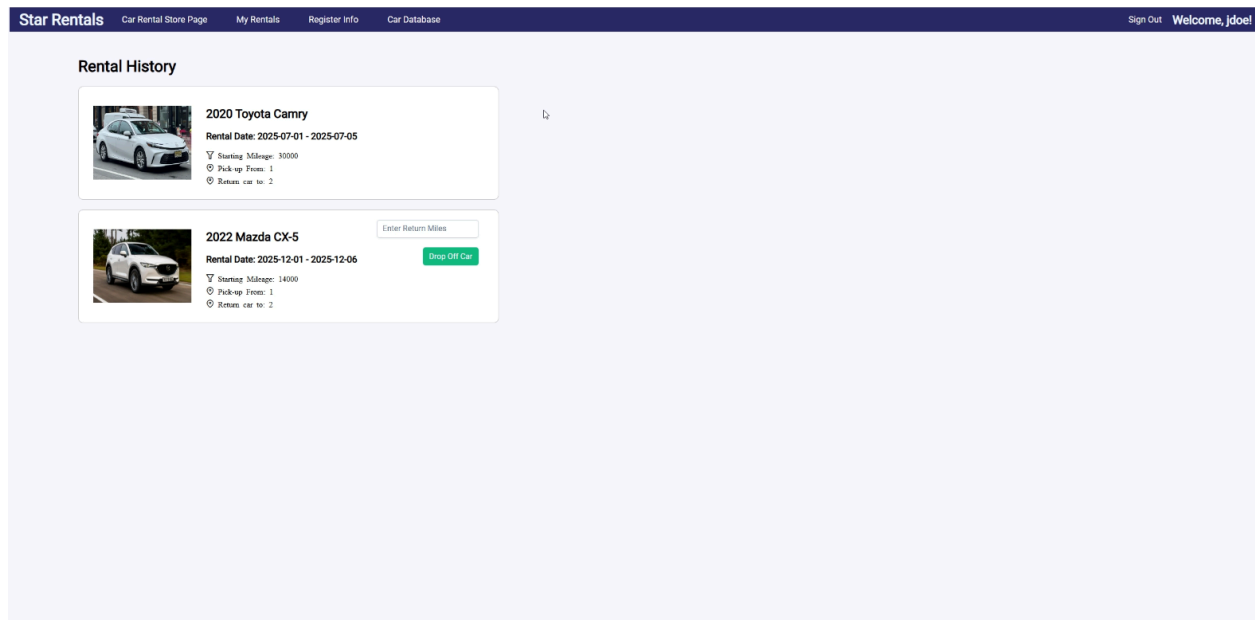 Star Rentals Car Rental Store Page My Rentals Register Info Car Database Sign Out Welcome, jdoe!
Rental History
2020 Toyota Camry
Rental Date: 2025-07-01 - 2025-07-05
Starting Mileage: 30000
Pick-up From: 1
Return car to: 2
2022 Mazda CX-5
Enter Return Miles
Rental Date: 2025-12-01 - 2025-12-06
Drop Off Car
Starting Mileage: 14000
Pick-up From: 1
Return car to: 2